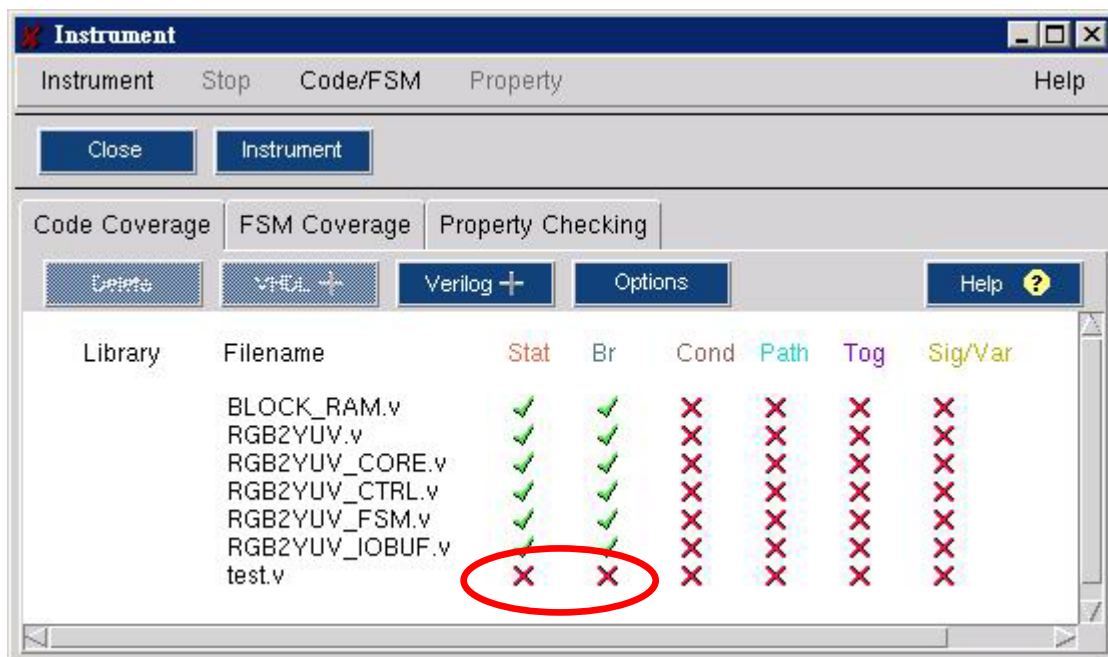 Instrument
Instrument Stop Code/FSM Property Help
Close Instrument
Code Coverage FSM Coverage Property Checking
Delete VHDL Verilog Options Help ?
Library Filename Stat Br Cond Path Tog Sig/Var
BLOCK_RAM.v
RGB2YUV.v
RGB2YUV_CORE.v
RGB2YUV_CTRL.v
RGB2YUV_FSM.v
RGB2YUV_IOBUF.v
test.v